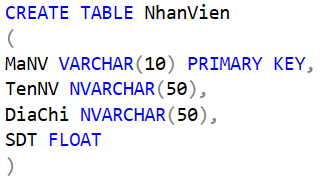 CREATE TABLE NhanVien
(
MaNV VARCHAR(10) PRIMARY KEY,
TenNV NVARCHAR(50),
DiaChi NVARCHAR(50),
SDT FLOAT
)